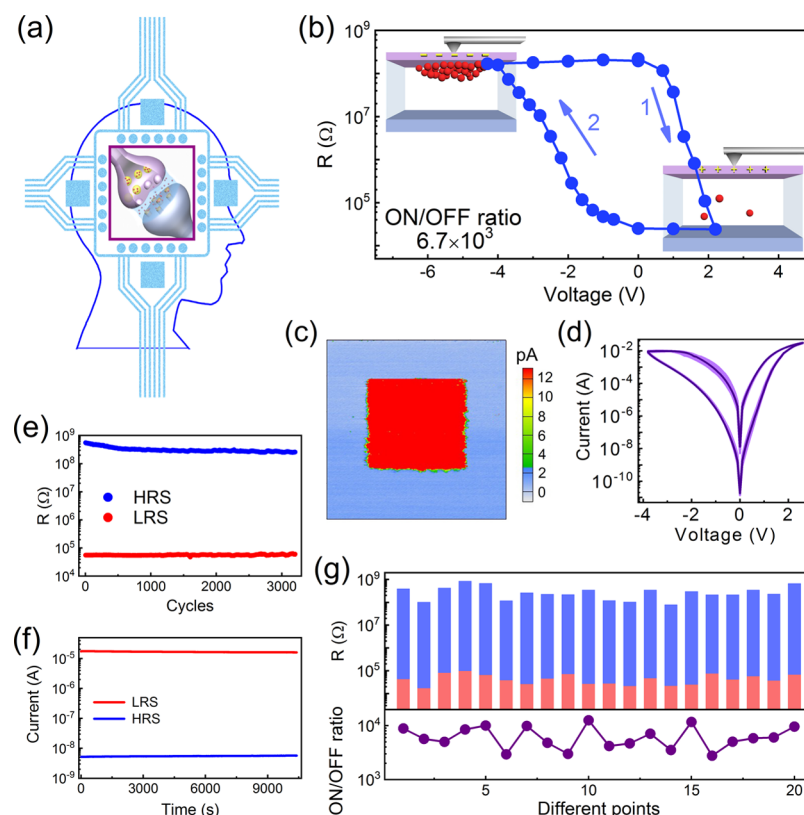 (a)
(b)
R (Ω)
10⁹
10⁷
10⁵
1
2
ON/OFF ratio
6.7×10³
-6 -4 -2 0 2 4
Voltage (V)
(c)
pA
12
10
8
6
4
2
0
(d)
Current (A)
10⁻²
10⁻⁴
10⁻⁶
10⁻⁸
10⁻¹⁰
-4 -2 0 2
Voltage (V)
(e)
R (Ω)
10⁹
10⁸
10⁷
10⁶
10⁵
10⁴
HRS
LRS
0 1000 2000 3000
Cycles
(f)
Current (A)
10⁻⁵
10⁻⁶
10⁻⁷
10⁻⁸
10⁻⁹
LRS
HRS
0 3000 6000 9000
Time (s)
(g)
R (Ω)
10⁹
10⁷
10⁵
ON/OFF ratio
10⁴
10³
5 10 15 20
Different points